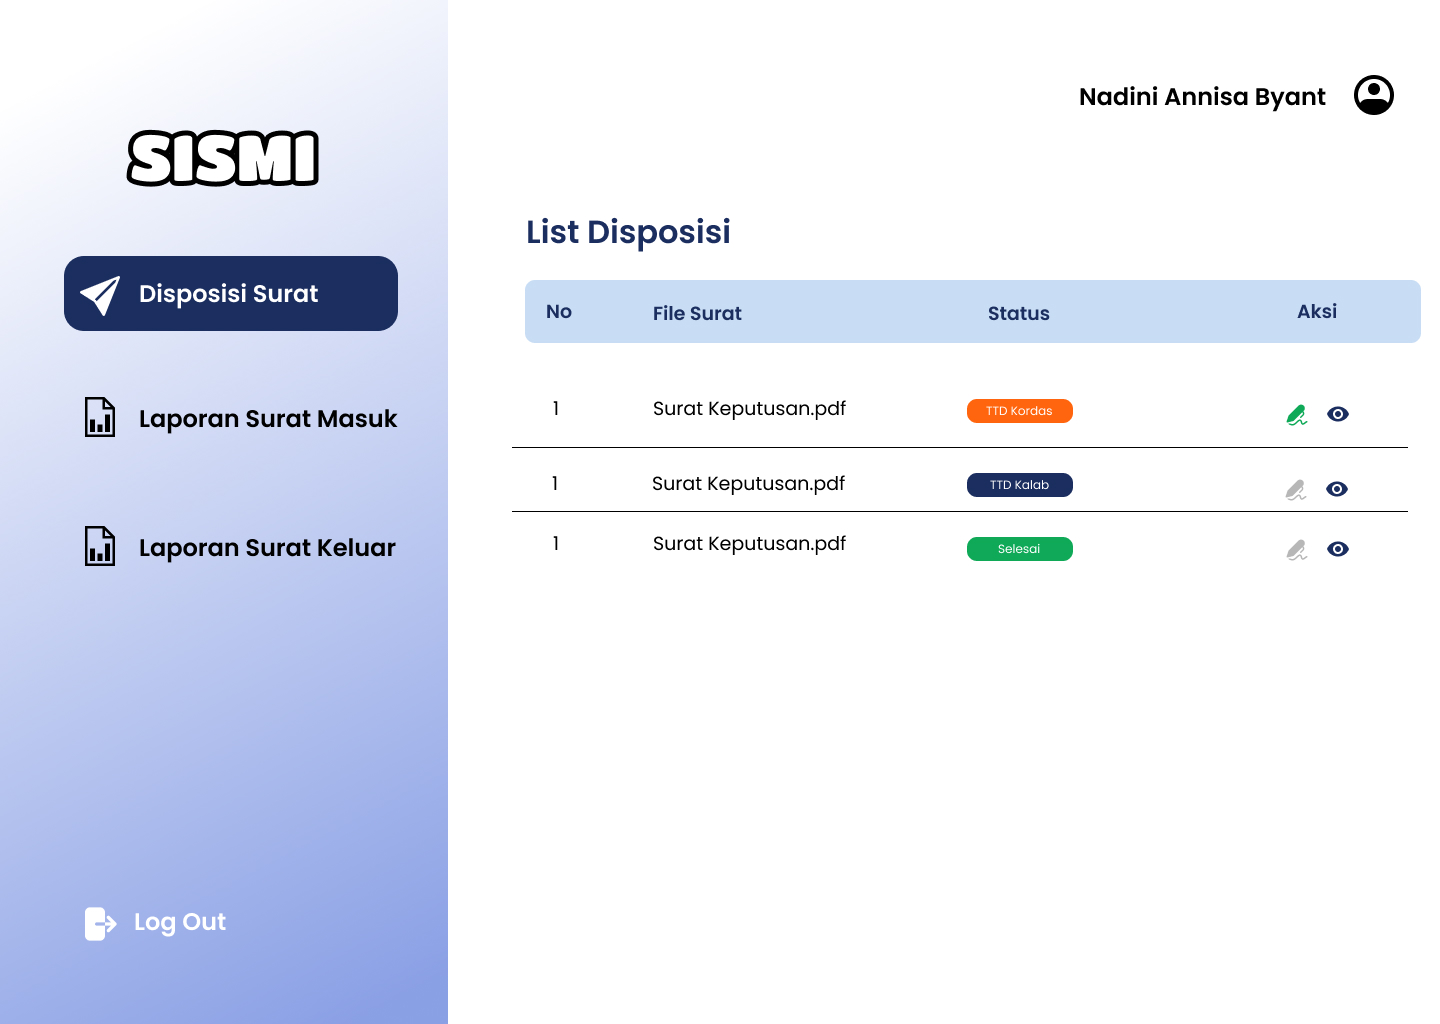 SISMI
Disposisi Surat
Laporan Surat Masuk
Laporan Surat Keluar
Log Out
Nadini Annisa Byant
List Disposisi
No File Surat Status Aksi
1 Surat Keputusan.pdf TTD Kordas
1 Surat Keputusan.pdf TTD Kalab
1 Surat Keputusan.pdf Selesai